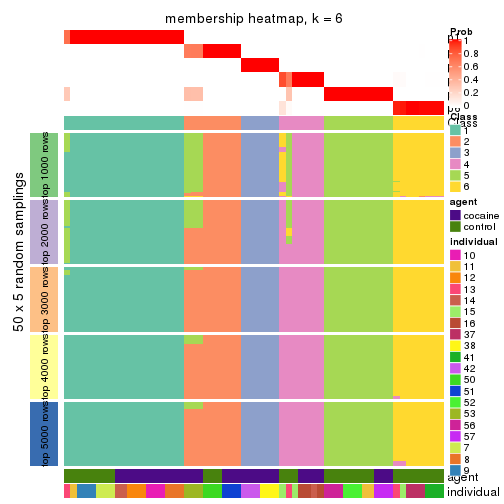 membership heatmap, k = 6
50 x 5 random samplings
top 1000 rows
top 2000 rows
top 3000 rows
top 4000 rows
top 5000 rows
p1
Class
agent
individual
Prob
1
0.8
0.6
0.4
0.2
0
Class
1
2
3
4
5
6
agent
cocaine
control
individual
10
11
12
13
14
15
16
37
38
41
42
50
51
52
53
56
57
7
8
9